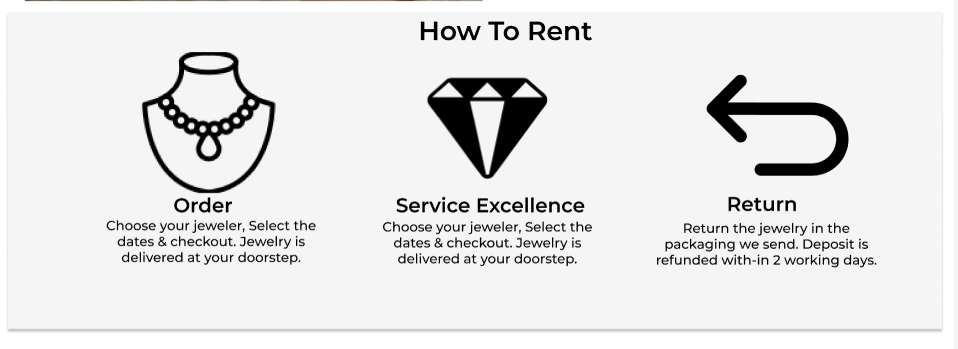 How To Rent
Order
Choose your jeweler, Select the
dates & checkout. Jewelry is
delivered at your doorstep.
Service Excellence
Choose your jeweler, Select the
dates & checkout. Jewelry is
delivered at your doorstep.
Return
Return the jewelry in the
packaging we send. Deposit is
refunded with-in 2 working days.